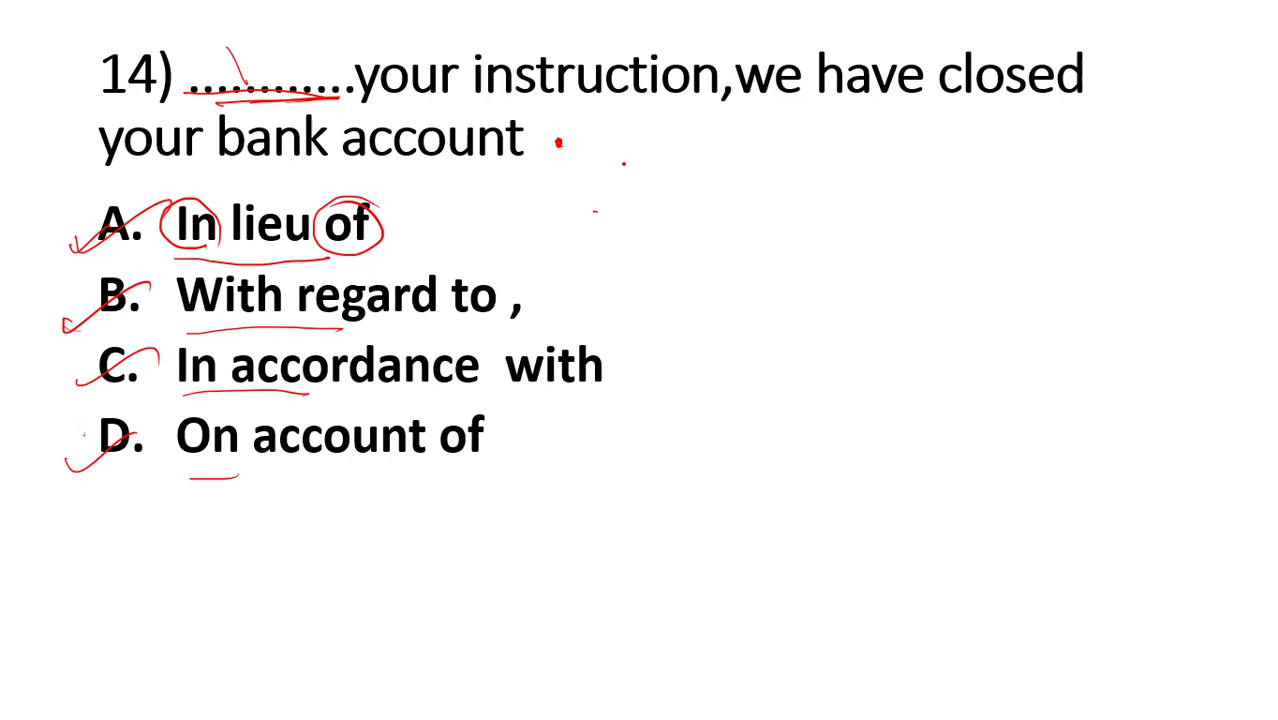 14) ............your instruction,we have closed
your bank account
A. In lieu of
B. With regard to ,
C. In accordance with
D. On account of